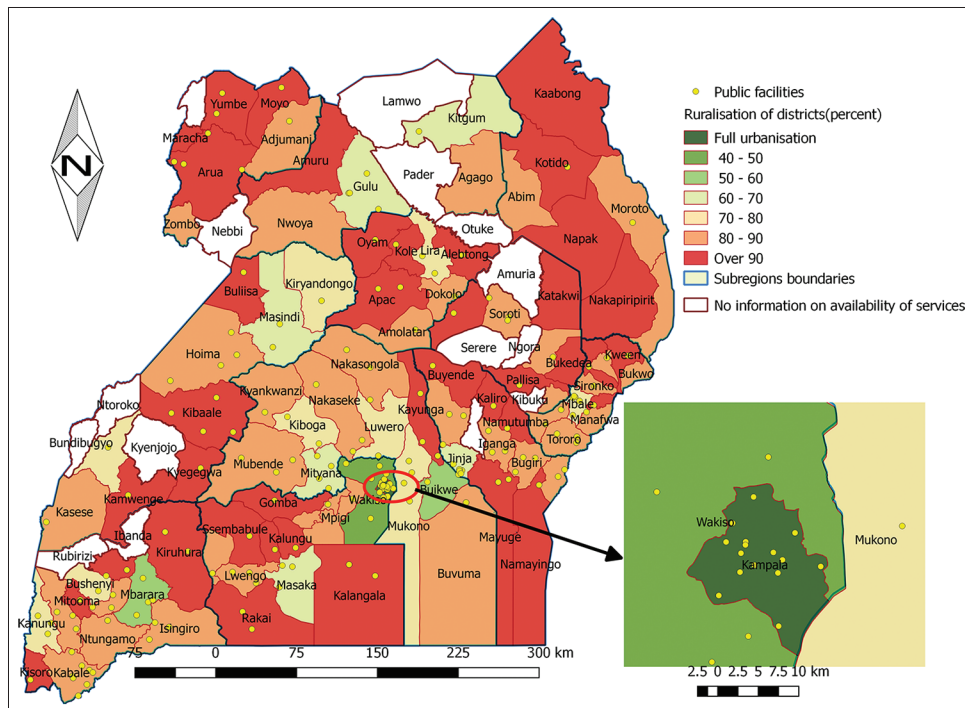 Kaabong
Lamwo
Kitgum
Yumbe
Moyo
Adjumani
Maracha
Amuru
Arua
Kotido
Gulu
Pader
Agago
Abim
Moroto
Zombo
Nebbi
Nwoya
Otuke
Napak
Oyam
Kole
Lira
Alebtong
Amuria
Katakwi
Nakapiripirit
Buliisa
Kiryandongo
Apac
Dokolo
Masindi
Soroti
Amolatar
Serere
Ngora
Hoima
Bukedea
Kween
Bukwo
Nakasongola
Buyende
Pallisa
Sironko
Kyankwanzi
Nakaseke
Kayunga
Kaliro
Kibuku
Mbale
Manafwa
Ntoroko
Kibaale
Kiboga
Luwero
Namutumba
Tororo
Bundibugyo
Kyenjojo
Iganga
Mubende
Mityana
Jinja
Bugiri
Kyegegwa
Kamwenge
Wakiso
Buikwe
Kasese
Gomba
Mpigi
Mukono
Ssembabule
Ibanda
Kalungu
Mayuge
Kiruhura
Rubirizi
Namayingo
Bushenyi
Lwengo
Masaka
Buvuma
Mitooma
Mbarara
Kalangala
Kanungu
Rakai
Isingiro
Ntungamo
Kisoro
Kabale
N
75 0 75 150 300 km
Public facilities
Ruralisation of districts(percent)
Full urbanisation
40 - 50
50 - 60
60 - 70
70 - 80
80 - 90
Over 90
Subregions boundaries
No information on availability of services
Wakiso
Kampala
Mukono
2.5 0 2.5 5 7.5 10 km